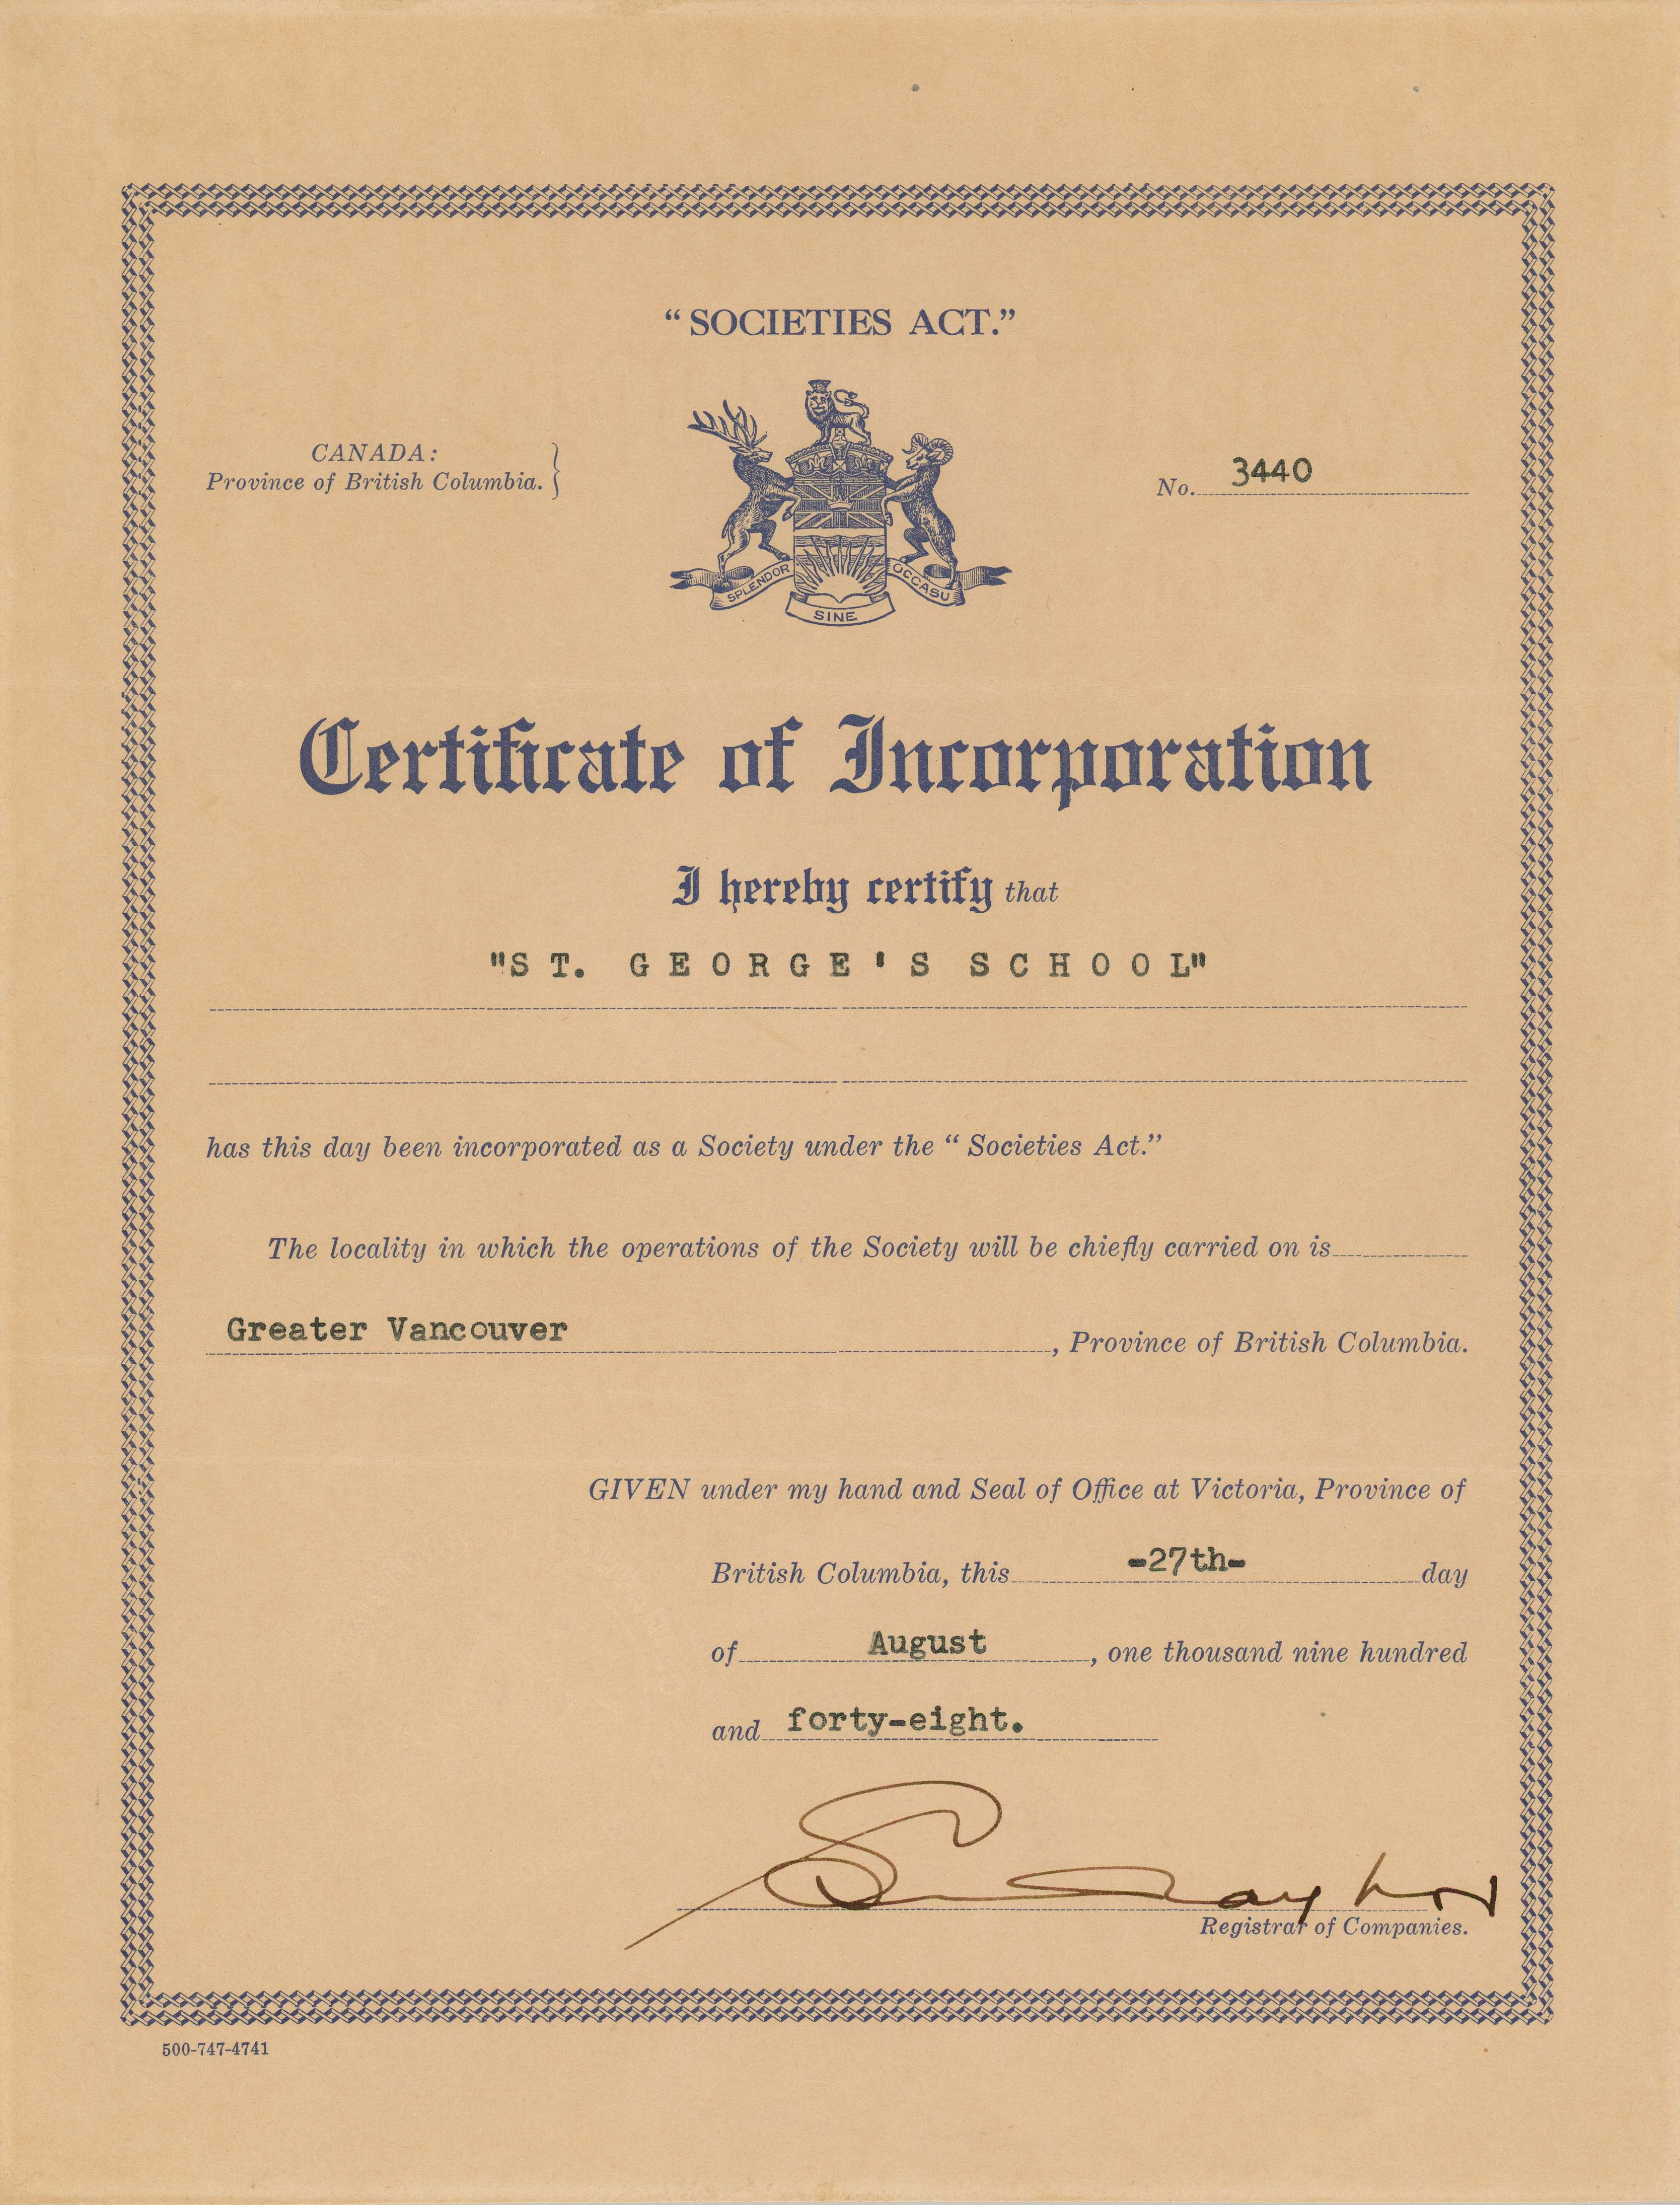 “SOCIETIES ACT.”
CANADA:
Province of British Columbia.
No. 3440
SPLENDOR SINE OCCASU
Certificate of Incorporation
I hereby certify that
"ST. GEORGE'S SCHOOL"
has this day been incorporated as a Society under the “Societies Act.”
The locality in which the operations of the Society will be chiefly carried on is
Greater Vancouver, Province of British Columbia.
GIVEN under my hand and Seal of Office at Victoria, Province of
British Columbia, this -27th- day
of August, one thousand nine hundred
and forty-eight.
Registrar of Companies.
500-747-4741